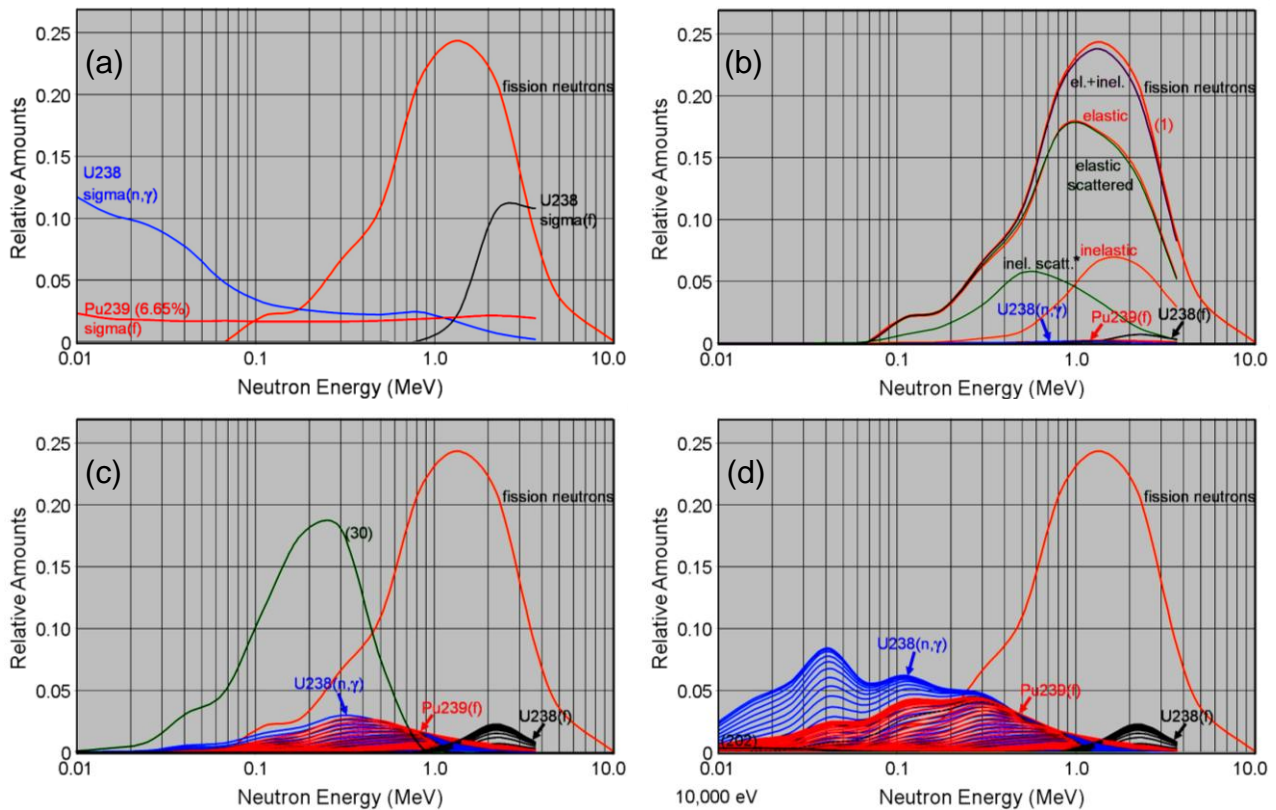 (a)
0.25
0.20
0.15
0.10
0.05
0
Relative Amounts
fission neutrons
U238
sigma(n,γ)
U238
sigma(f)
Pu239 (6.65%)
sigma(f)
0.01
0.1
1.0
10.0
Neutron Energy (MeV)
(b)
0.25
0.20
0.15
0.10
0.05
0
Relative Amounts
el.+inel.
fission neutrons
elastic
(1)
elastic
scattered
inelastic
inel. scatt.*
U238(n,γ)
Pu239(f)
U238(f)
0.01
0.1
1.0
10.0
Neutron Energy (MeV)
(c)
0.25
0.20
0.15
0.10
0.05
0
Relative Amounts
fission neutrons
(30)
U238(n,γ)
Pu239(f)
U238(f)
0.01
0.1
1.0
10.0
Neutron Energy (MeV)
(d)
0.25
0.20
0.15
0.10
0.05
0
Relative Amounts
fission neutrons
U238(n,γ)
Pu239(f)
U238(f)
(202)
0.01
0.1
1.0
10.0
10,000 eV
Neutron Energy (MeV)